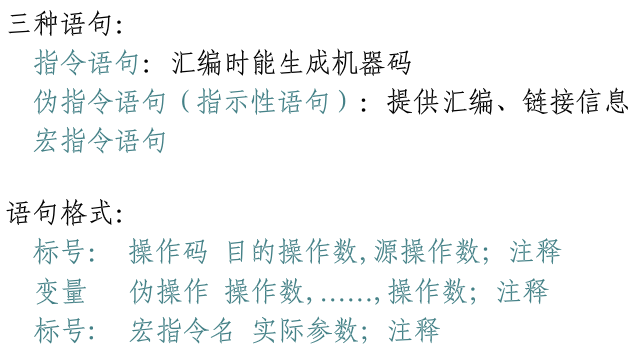 三种语句：
指令语句：汇编时能生成机器码
伪指令语句（指示性语句）：提供汇编、链接信息
宏指令语句
语句格式：
标号： 操作码 目的操作数,源操作数；注释
变量 伪操作 操作数,……,操作数；注释
标号： 宏指令名 实际参数；注释